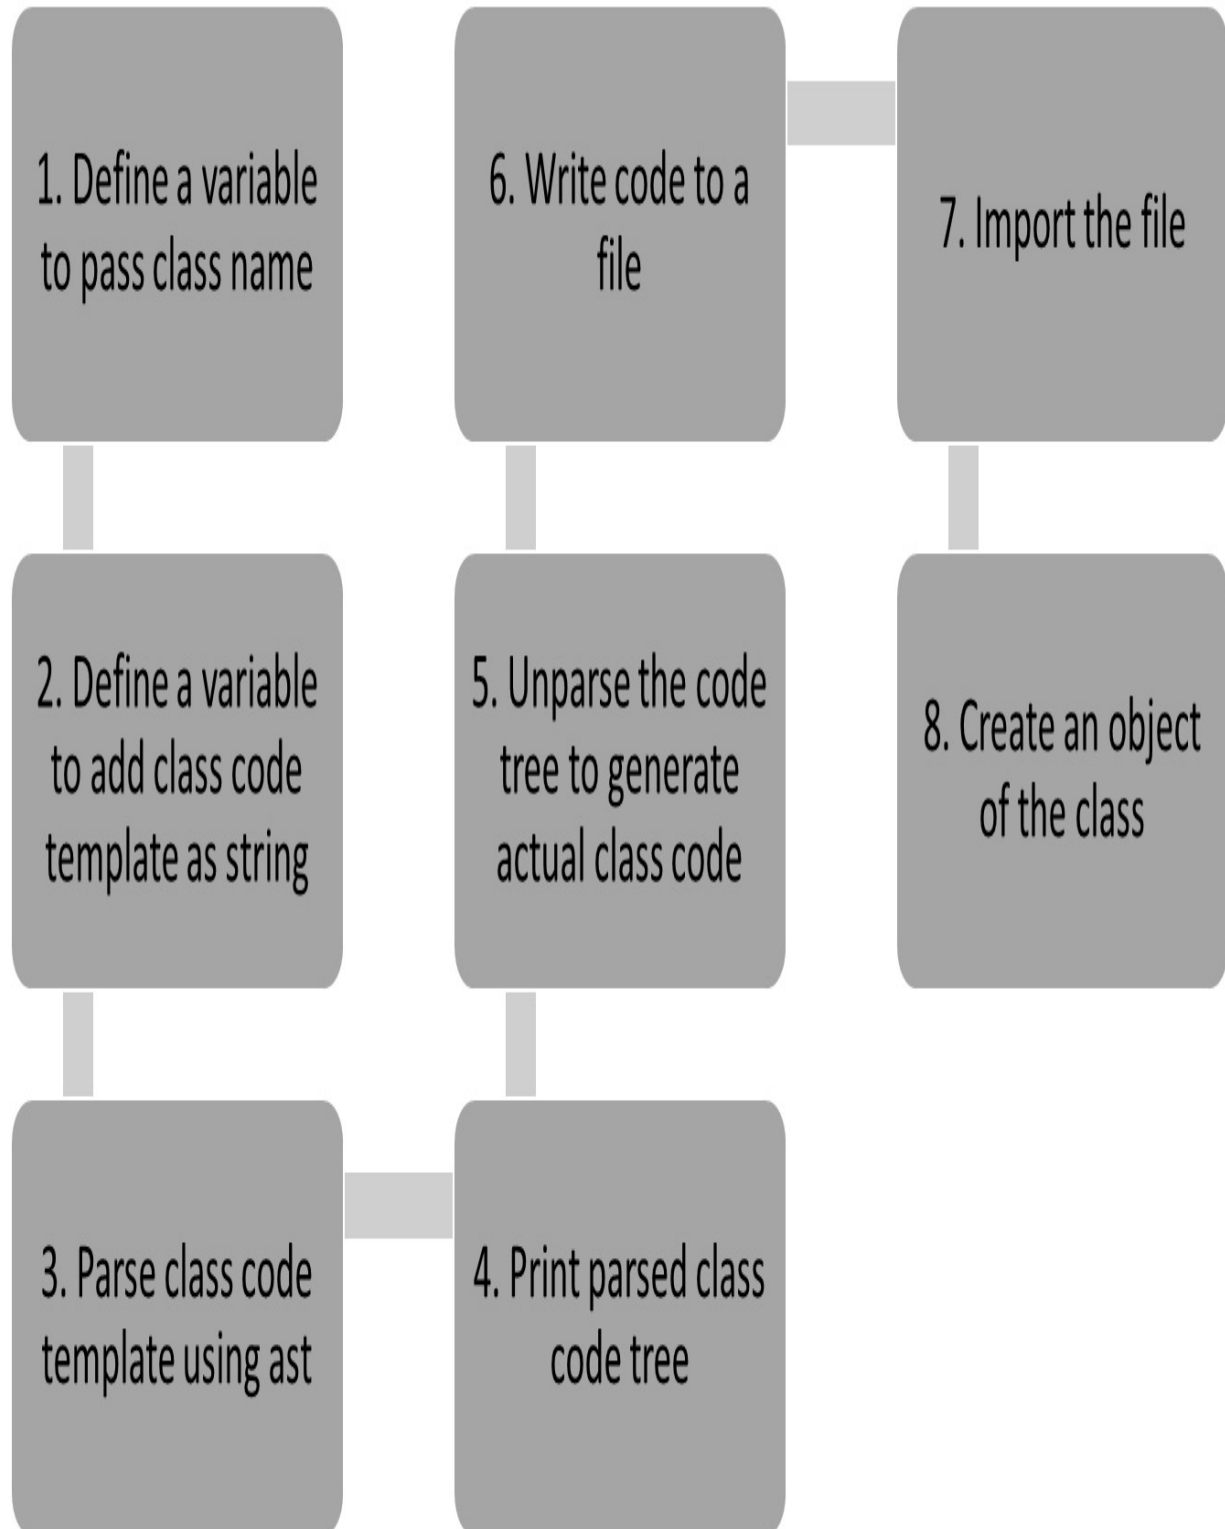 1. Define a variable
to pass class name
2. Define a variable
to add class code
template as string
3. Parse class code
template using ast
4. Print parsed class
code tree
5. Unparse the code
tree to generate
actual class code
6. Write code to a
file
7. Import the file
8. Create an object
of the class